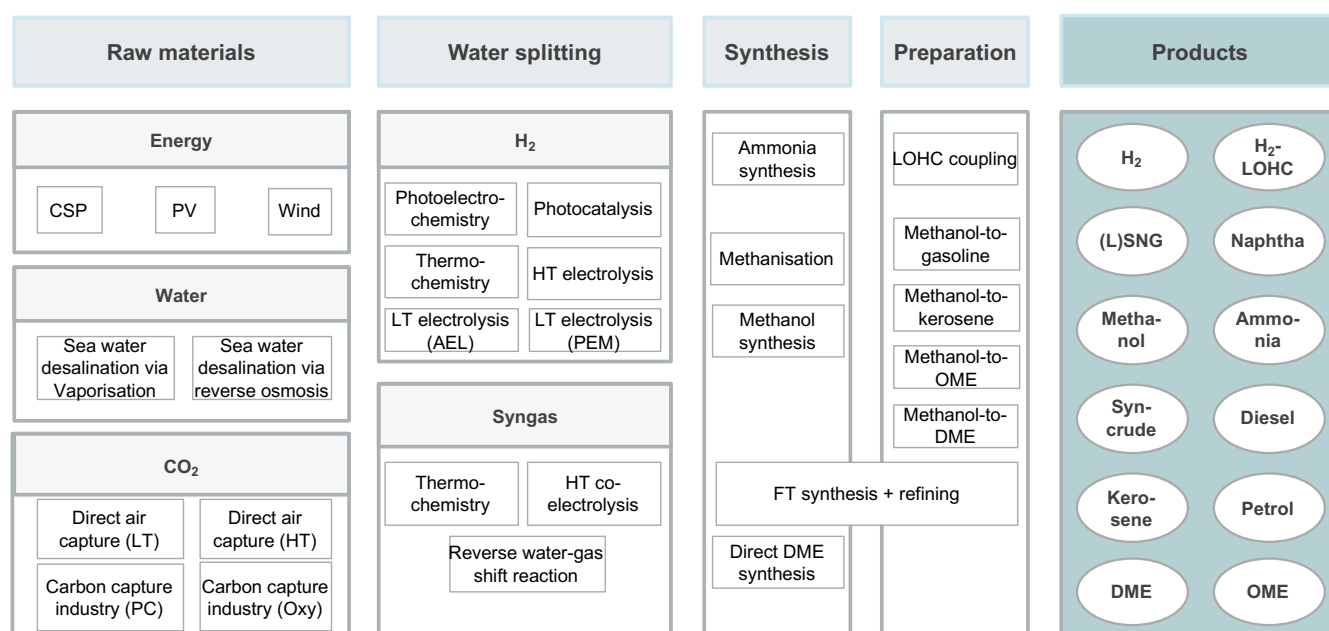 Raw materials
Water splitting
Synthesis
Preparation
Products
Energy
CSP
PV
Wind
Water
Sea water
desalination via
Vaporisation
Sea water
desalination via
reverse osmosis
CO₂
Direct air
capture (LT)
Direct air
capture (HT)
Carbon capture
industry (PC)
Carbon capture
industry (Oxy)
H₂
Photoelectro-
chemistry
Photocatalysis
Thermo-
chemistry
HT electrolysis
LT electrolysis
(AEL)
LT electrolysis
(PEM)
Syngas
Thermo-
chemistry
HT co-
electrolysis
Reverse water-gas
shift reaction
Ammonia
synthesis
Methanisation
Methanol
synthesis
FT synthesis + refining
Direct DME
synthesis
LOHC coupling
Methanol-to-
gasoline
Methanol-to-
kerosene
Methanol-to-
OME
Methanol-to-
DME
H₂
H₂-
LOHC
(L)SNG
Naphtha
Metha-
nol
Ammo-
nia
Syn-
crude
Diesel
Kero-
sene
Petrol
DME
OME